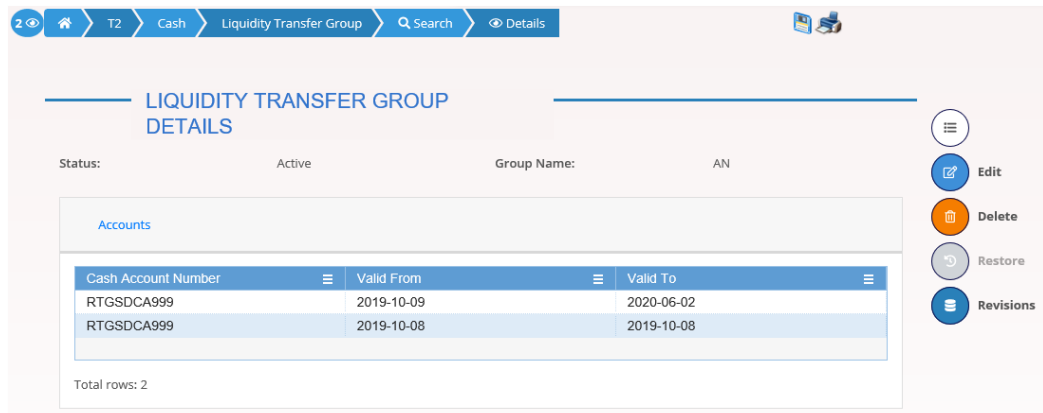 2 T2 Cash Liquidity Transfer Group Search Details
LIQUIDITY TRANSFER GROUP
DETAILS
Status: Active Group Name: AN
Edit
Delete
Restore
Revisions
Accounts
Cash Account Number Valid From Valid To
RTGSDCA999 2019-10-09 2020-06-02
RTGSDCA999 2019-10-08 2019-10-08
Total rows: 2